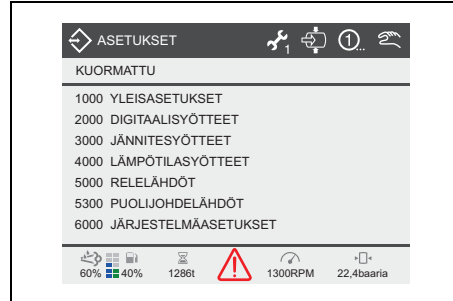 ASETUKSET 1 1...
KUORMATTU
1000 YLEISASETUKSET
2000 DIGITAALISYÖTTEET
3000 JÄNNITESYÖTTEET
4000 LÄMPÖTILASYÖTTEET
5000 RELELÄHDÖT
5300 PUOLIJOHDELÄHDÖT
6000 JÄRJESTELMÄASETUKSET
60% 40% 1286t 1300RPM 22,4baaria